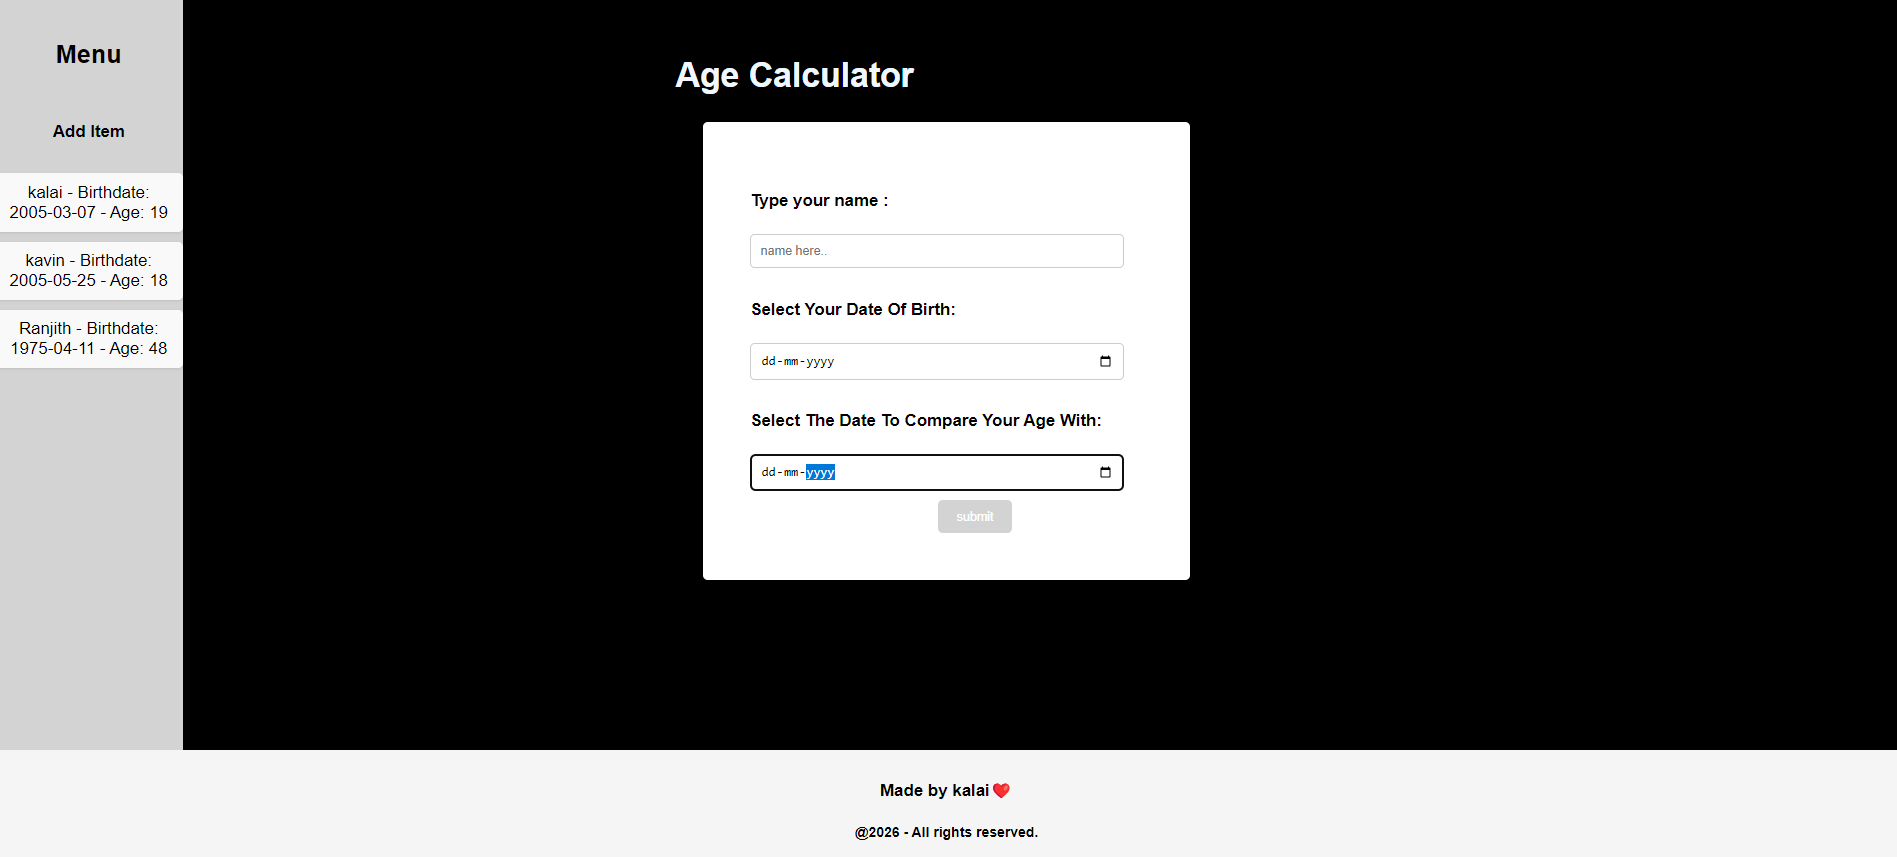 Menu
Add Item
kalai - Birthdate:
2005-03-07 - Age: 19
kavin - Birthdate:
2005-05-25 - Age: 18
Ranjith - Birthdate:
1975-04-11 - Age: 48
Age Calculator
Type your name :
name here..
Select Your Date Of Birth:
dd-mm-yyyy
Select The Date To Compare Your Age With:
dd-mm-yyyy
submit
Made by kalai❤️
@2026 - All rights reserved.